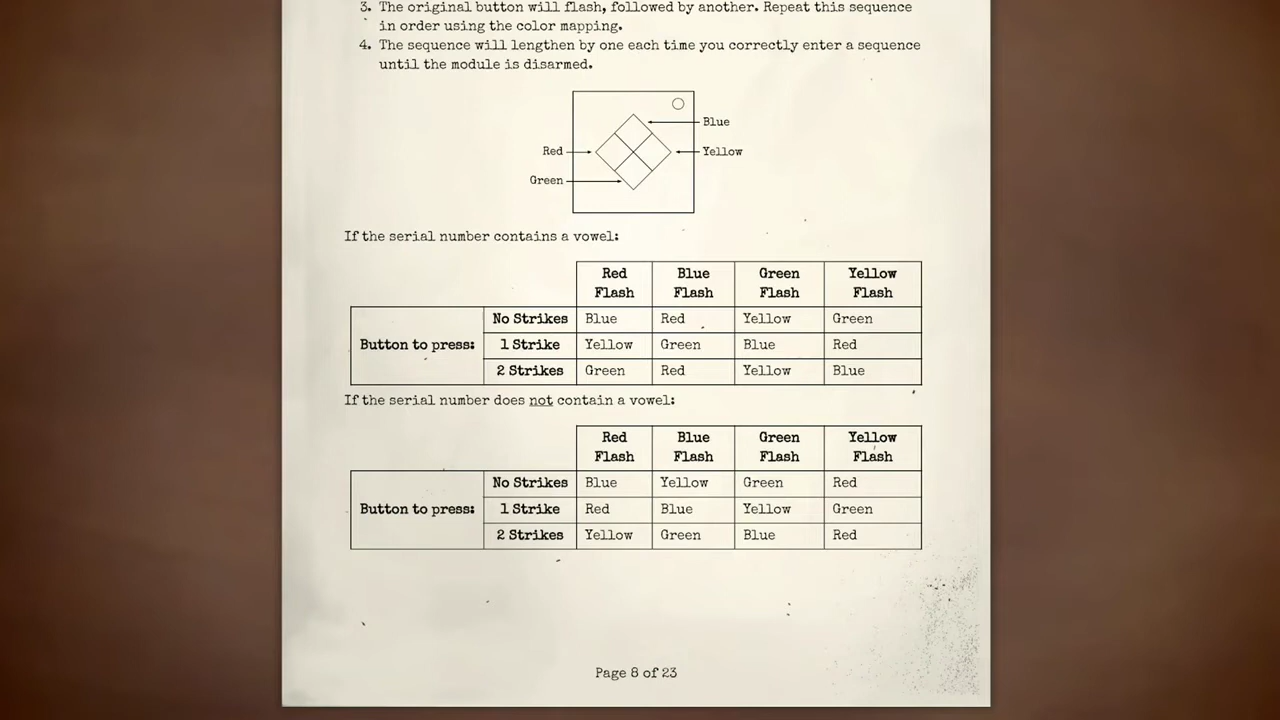 3. The original button will flash, followed by another. Repeat this sequence
in order using the color mapping.
4. The sequence will lengthen by one each time you correctly enter a sequence
until the module is disarmed.
Blue
Red
Yellow
Green
If the serial number contains a vowel:
Red Flash Blue Flash Green Flash Yellow Flash
Button to press:
No Strikes Blue Red Yellow Green
1 Strike Yellow Green Blue Red
2 Strikes Green Red Yellow Blue
If the serial number does not contain a vowel:
Red Flash Blue Flash Green Flash Yellow Flash
Button to press:
No Strikes Blue Yellow Green Red
1 Strike Red Blue Yellow Green
2 Strikes Yellow Green Blue Red
Page 8 of 23